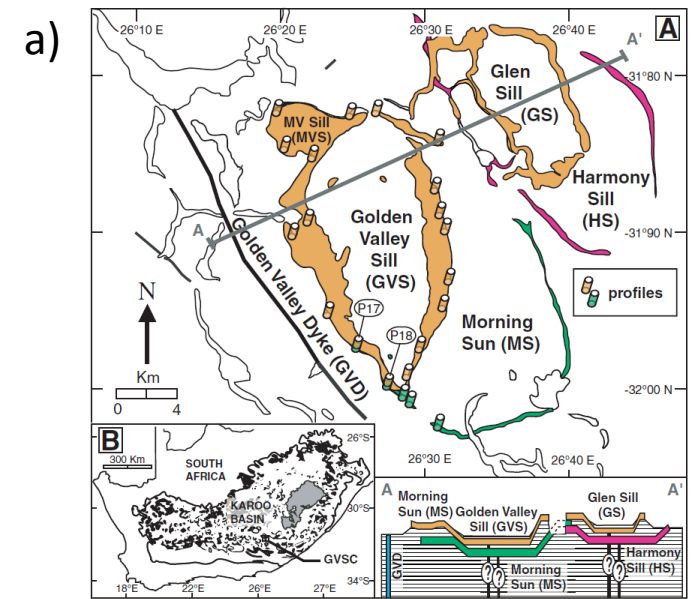 a)
26°10 E
26°20 E
26°30 E
26°40 E
A
A'
-31°80 N
Glen
Sill
(GS)
MV Sill
(MVS)
Harmony
Sill
(HS)
A
Golden
Valley
Sill
(GVS)
-31°90 N
Golden Valley Dyke (GVD)
profiles
N
P17
P18
Morning
Sun (MS)
Km
0 4
-32°00 N
26°30 E
26°40 E
B
300 Km
SOUTH
AFRICA
KAROO
BASIN
GVSC
26°S
30°S
34°S
18°E
22°E
26°E
27°E
A
A'
Morning
Sun (MS)
Golden Valley
Sill (GVS)
Glen Sill
(GS)
GVD
? ?
Morning
Sun (MS)
? ?
Harmony
Sill (HS)